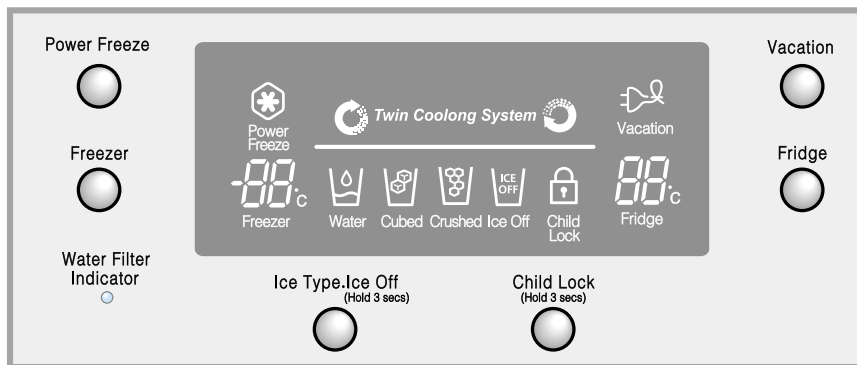 Power Freeze
Vacation
Power
Freeze
Twin Coolong System
Vacation
Freezer
Fridge
-88°C
ICE
OFF
88°C
Freezer
Water
Cubed
Crushed
Ice Off
Child
Lock
Fridge
Water Filter
Indicator
Ice Type.Ice Off
(Hold 3 secs)
Child Lock
(Hold 3 secs)